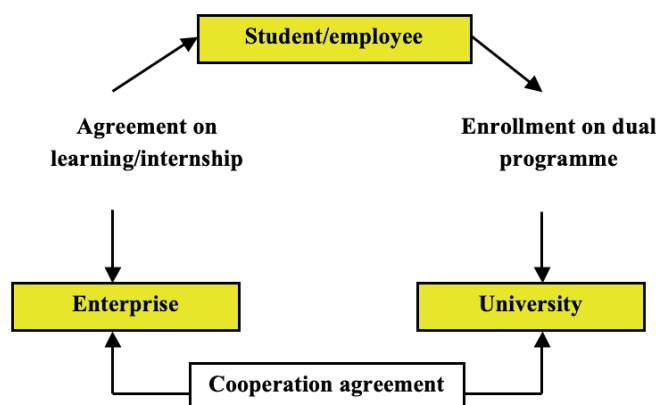 Student/employee
Agreement on
learning/internship
Enrollment on dual
programme
Enterprise
University
Cooperation agreement